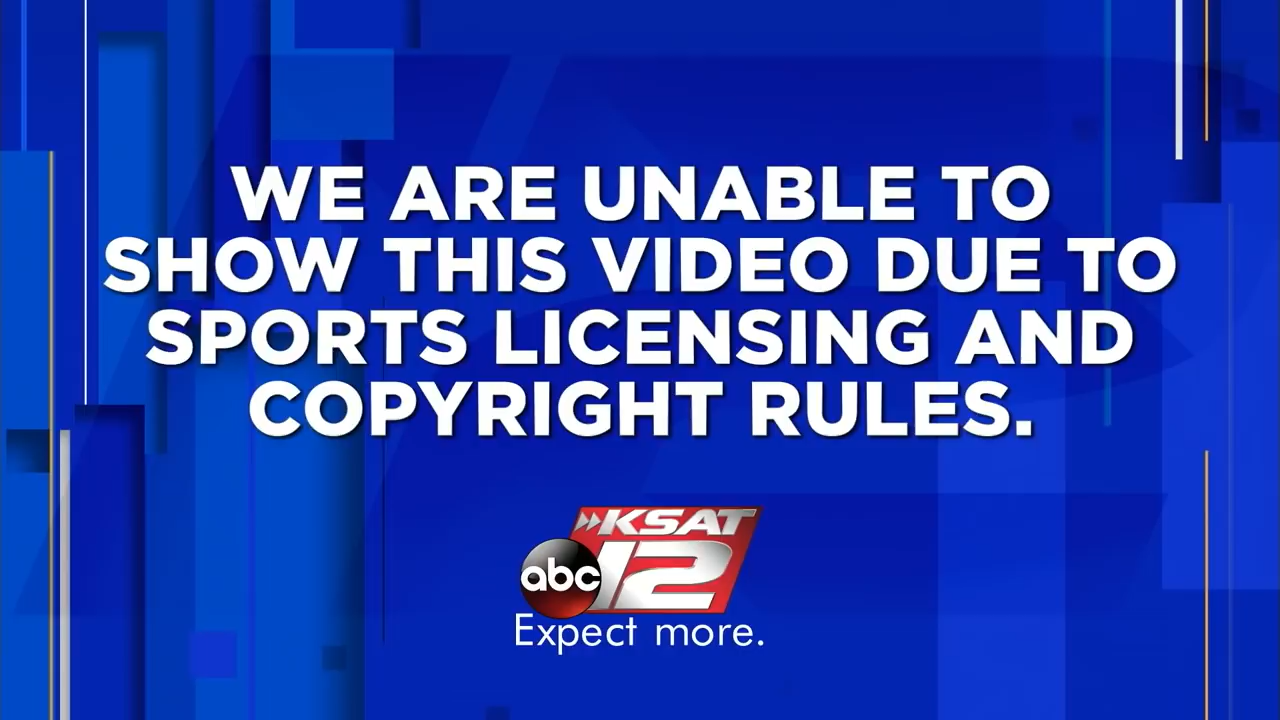 WE ARE UNABLE TO
SHOW THIS VIDEO DUE TO
SPORTS LICENSING AND
COPYRIGHT RULES.
KSAT
abc 12
Expect more.